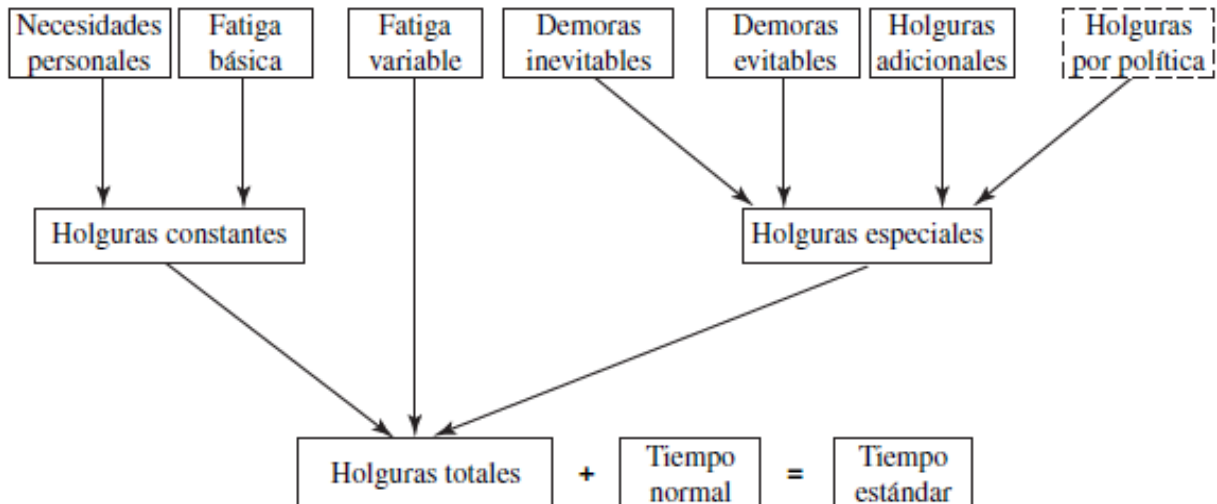 Necesidades
personales
Fatiga
básica
Fatiga
variable
Demoras
inevitables
Demoras
evitables
Holguras
adicionales
Holguras
por política
Holguras constantes
Holguras especiales
Holguras totales
+
Tiempo
normal
=
Tiempo
estándar